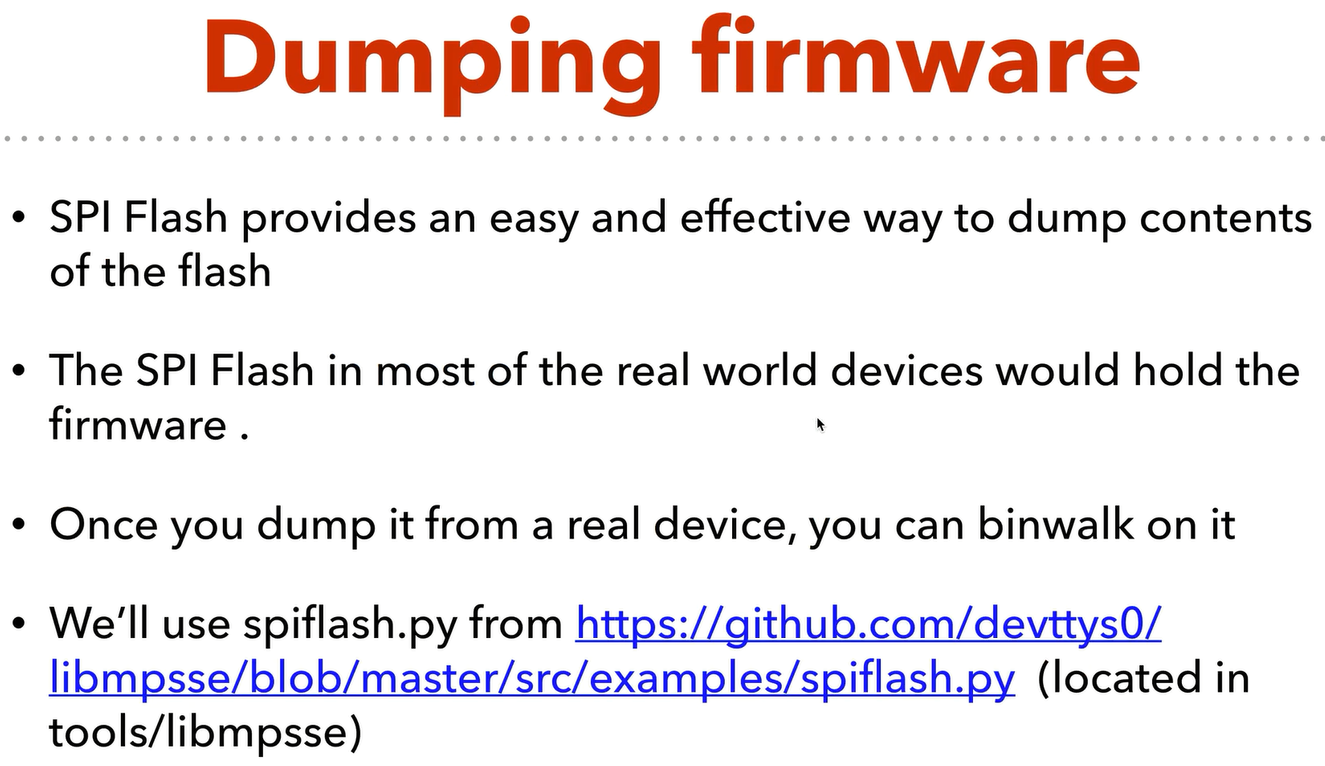 Dumping firmware
• SPI Flash provides an easy and effective way to dump contents
of the flash
• The SPI Flash in most of the real world devices would hold the
firmware .
• Once you dump it from a real device, you can binwalk on it
• We’ll use spiflash.py from https://github.com/devttys0/
libmpsse/blob/master/src/examples/spiflash.py (located in
tools/libmpsse)